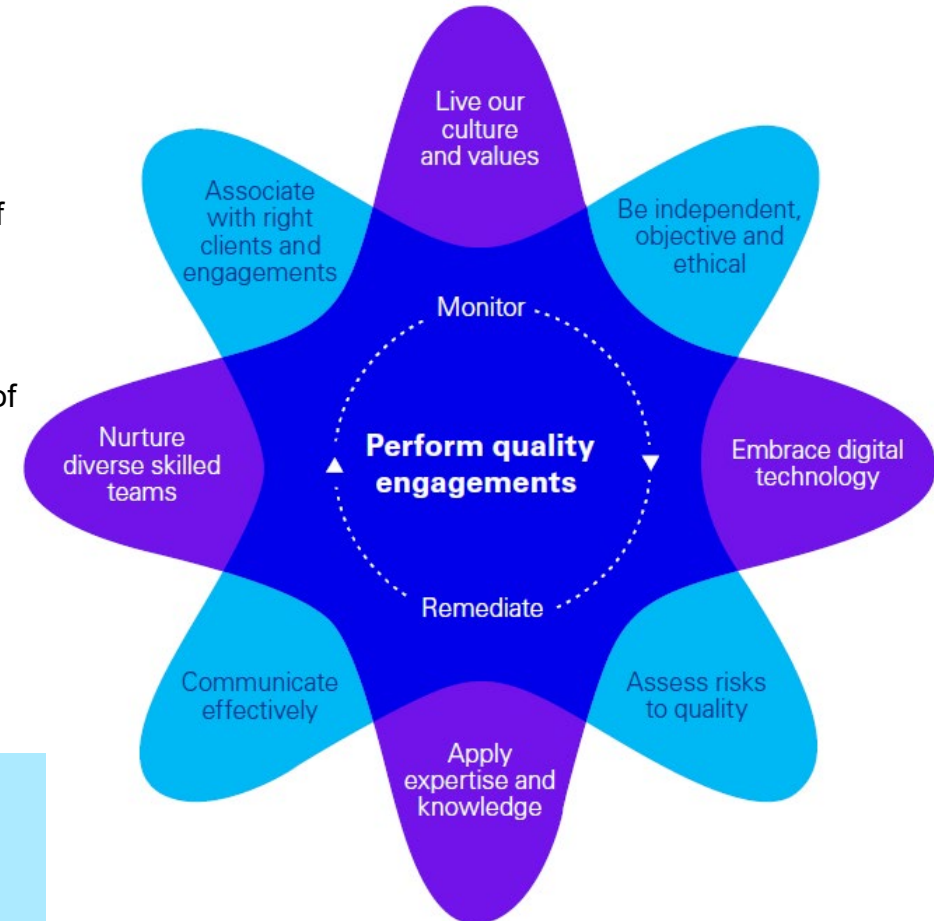 Live our
culture
and values
Be independent,
objective and
ethical
Embrace digital
technology
Assess risks
to quality
Apply
expertise and
knowledge
Communicate
effectively
Nurture
diverse skilled
teams
Associate
with right
clients and
engagements
Monitor
Perform quality
engagements
Remediate
of